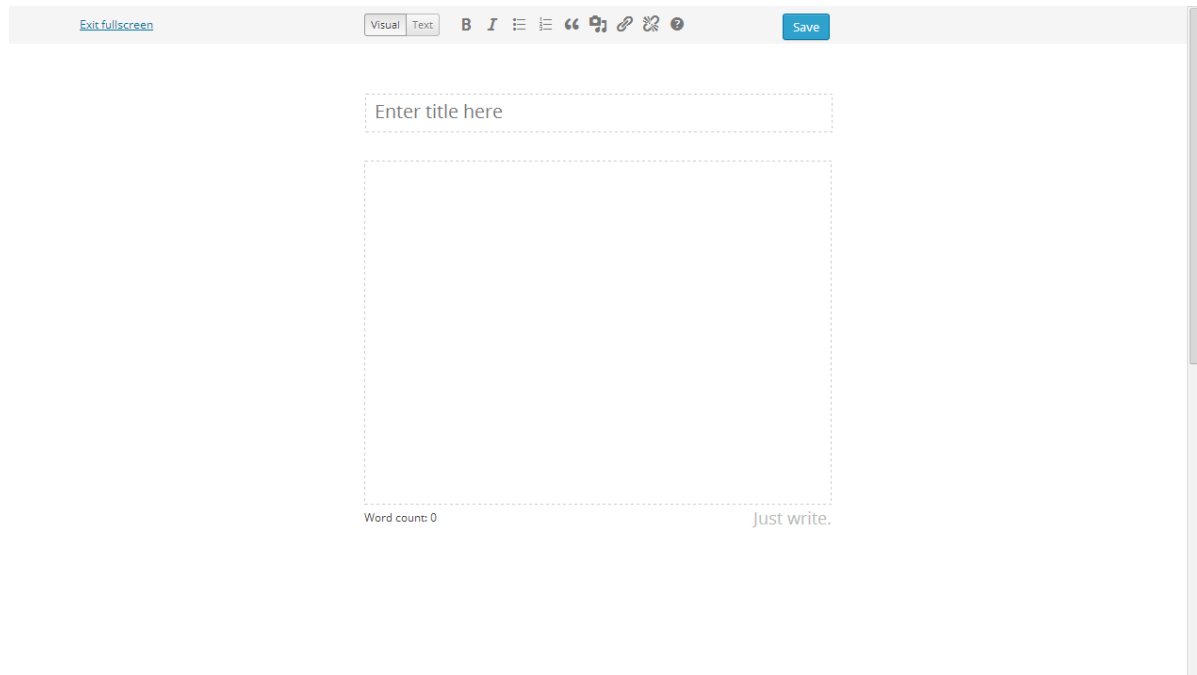 Exit fullscreen
Visual Text
Save
Enter title here
Word count: 0
Just write.